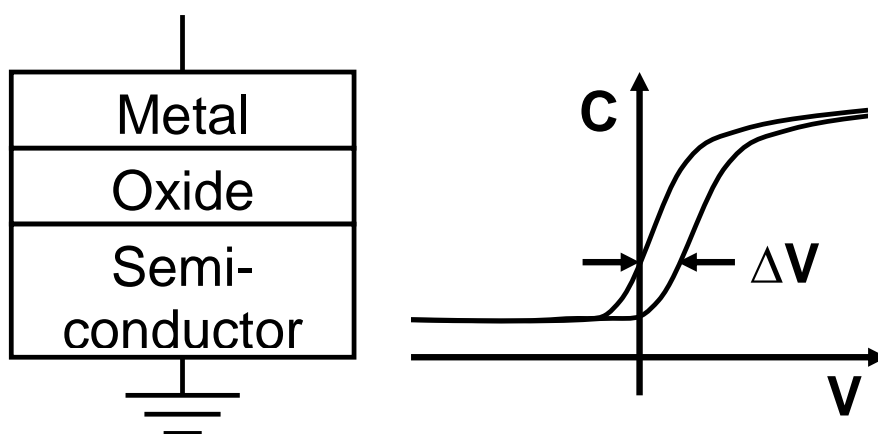 Metal
Oxide
Semi-
conductor
C
ΔV
V